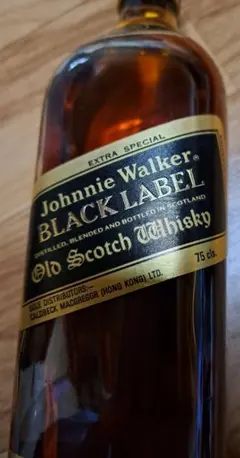 EXTRA SPECIAL
Johnnie Walker®
BLACK LABEL
DISTILLED, BLENDED AND BOTTLED IN SCOTLAND
Old Scotch Whisky
75 cls.
SOLE DISTRIBUTORS:-
CALDBECK MACGREGOR (HONG KONG) LTD.